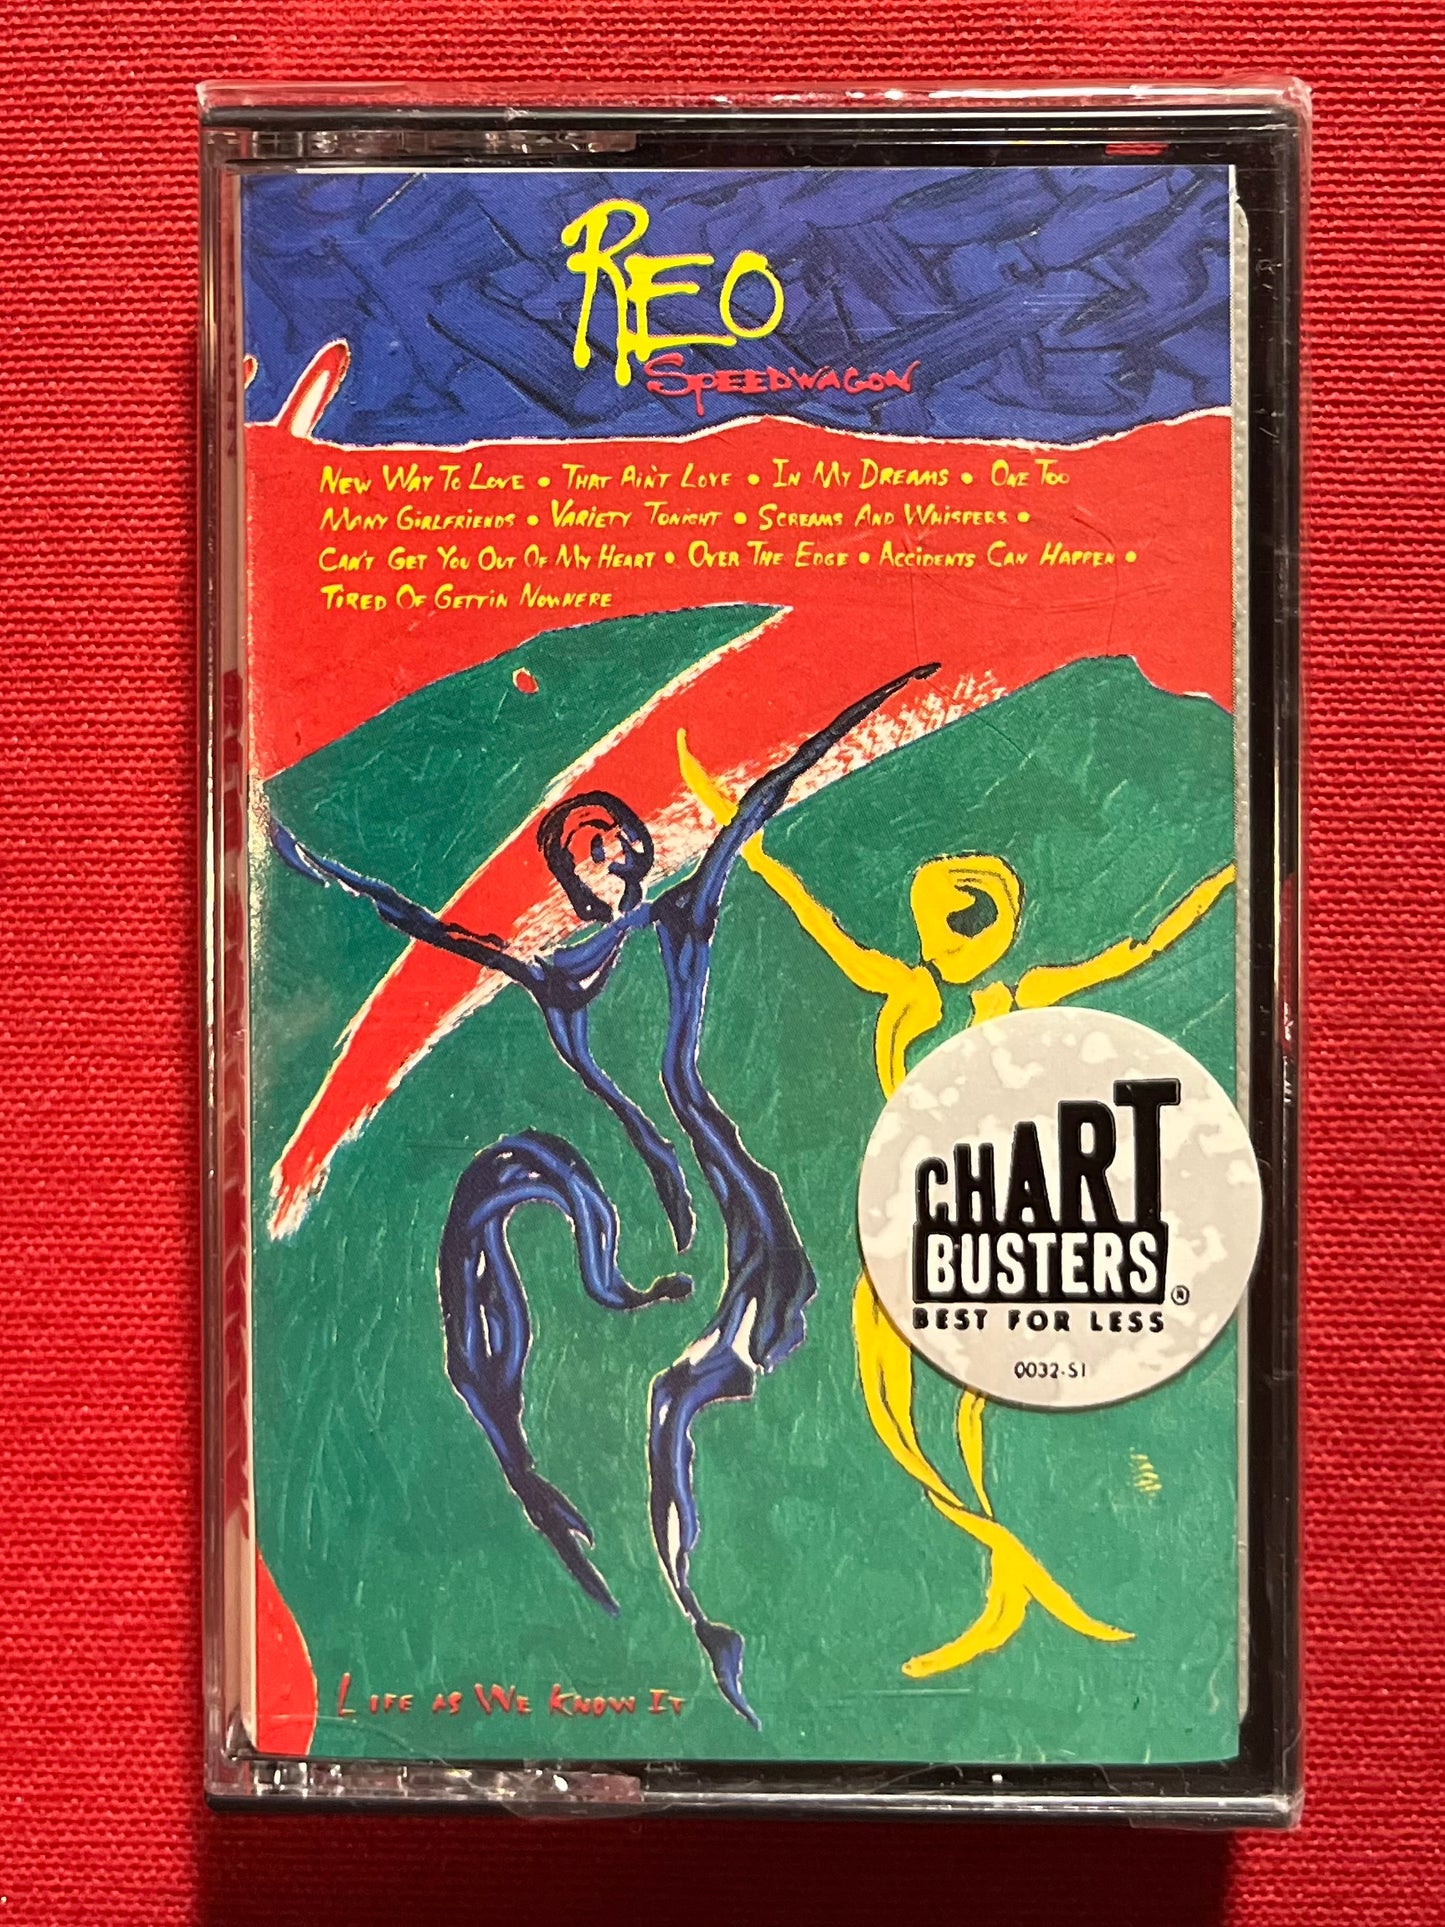 REO
SPEEDWAGON
NEW WAY TO LOVE • THAT AIN'T LOVE • IN MY DREAMS • ONE TOO
MANY GIRLFRIENDS • VARIETY TONIGHT • SCREAMS AND WHISPERS •
CAN'T GET YOU OUT OF MY HEART • OVER THE EDGE • ACCIDENTS CAN HAPPEN •
TIRED OF GETTIN NOWHERE
CHART
BUSTERS®
BEST FOR LESS
0032-S1
LIFE AS WE KNOW IT